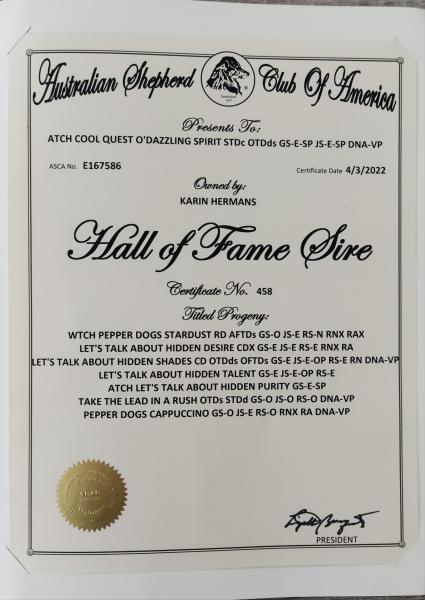 Australian Shepherd Club Of America
Presents To:
ATCH COOL QUEST O'DAZZLING SPIRIT STDc OTDds GS-E-SP JS-E-SP DNA-VP
ASCA No. E167586 Certificate Date 4/3/2022
Owned by:
KARIN HERMANS
Hall of Fame Sire
Certificate No. 458
Titled Progeny:
WTCH PEPPER DOGS STARDUST RD AFTDs GS-O JS-E RS-N RNX RAX
LET'S TALK ABOUT HIDDEN DESIRE CDX GS-E JS-E RS-E RNX RA
LET'S TALK ABOUT HIDDEN SHADES CD OTDds OFTDs GS-E JS-E-OP RS-E RN DNA-VP
LET'S TALK ABOUT HIDDEN TALENT GS-E JS-E-OP RS-E
ATCH LET'S TALK ABOUT HIDDEN PURITY GS-E-SP
TAKE THE LEAD IN A RUSH OTDs STDd GS-O JS-O RS-O DNA-VP
PEPPER DOGS CAPPUCCINO GS-O JS-E RS-O RNX RA DNA-VP
PRESIDENT